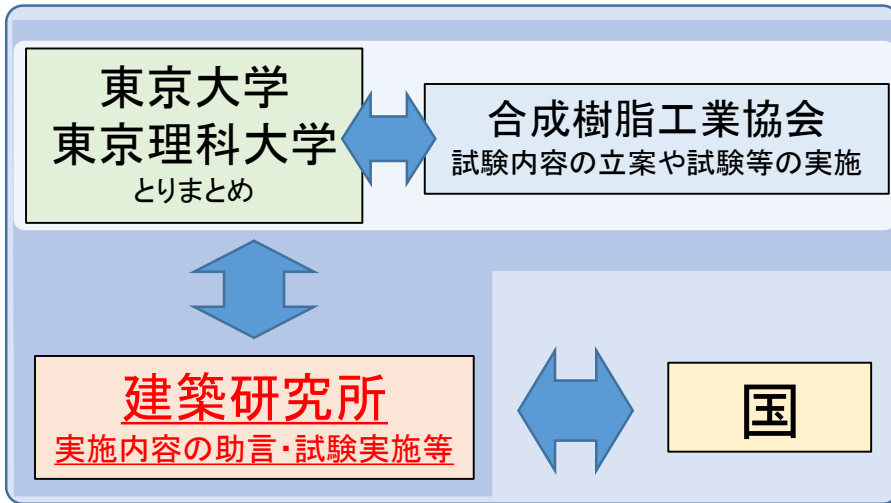 東京大学
東京理科大学
とりまとめ
合成樹脂工業協会
試験内容の立案や試験等の実施
建築研究所
実施内容の助言・試験実施等
国